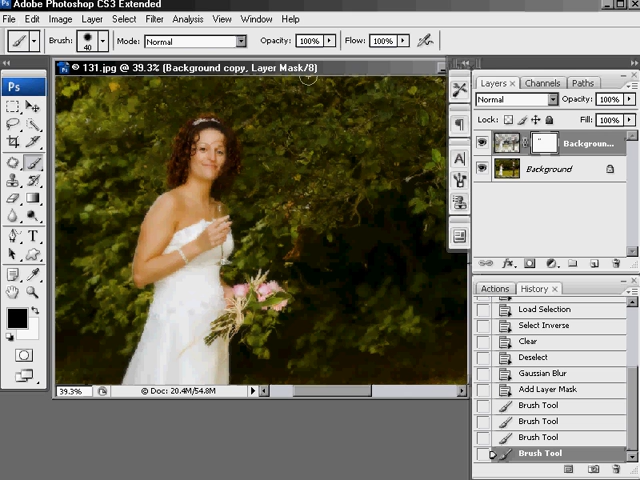 Adobe Photoshop CS3 Extended
File Edit Image Layer Select Filter Analysis View Window Help
Brush: 40 Mode: Normal Opacity: 100% Flow: 100%
Ps 131.jpg @ 39.3% (Background copy, Layer Mask/8)
Ps
Layers × Channels Paths
Normal Opacity: 100%
Lock: Fill: 100%
Backgroun...
Background
Actions History ×
Load Selection
Select Inverse
Clear
Deselect
Gaussian Blur
Add Layer Mask
Brush Tool
Brush Tool
Brush Tool
Brush Tool
39.3% © Doc: 20.4M/54.8M